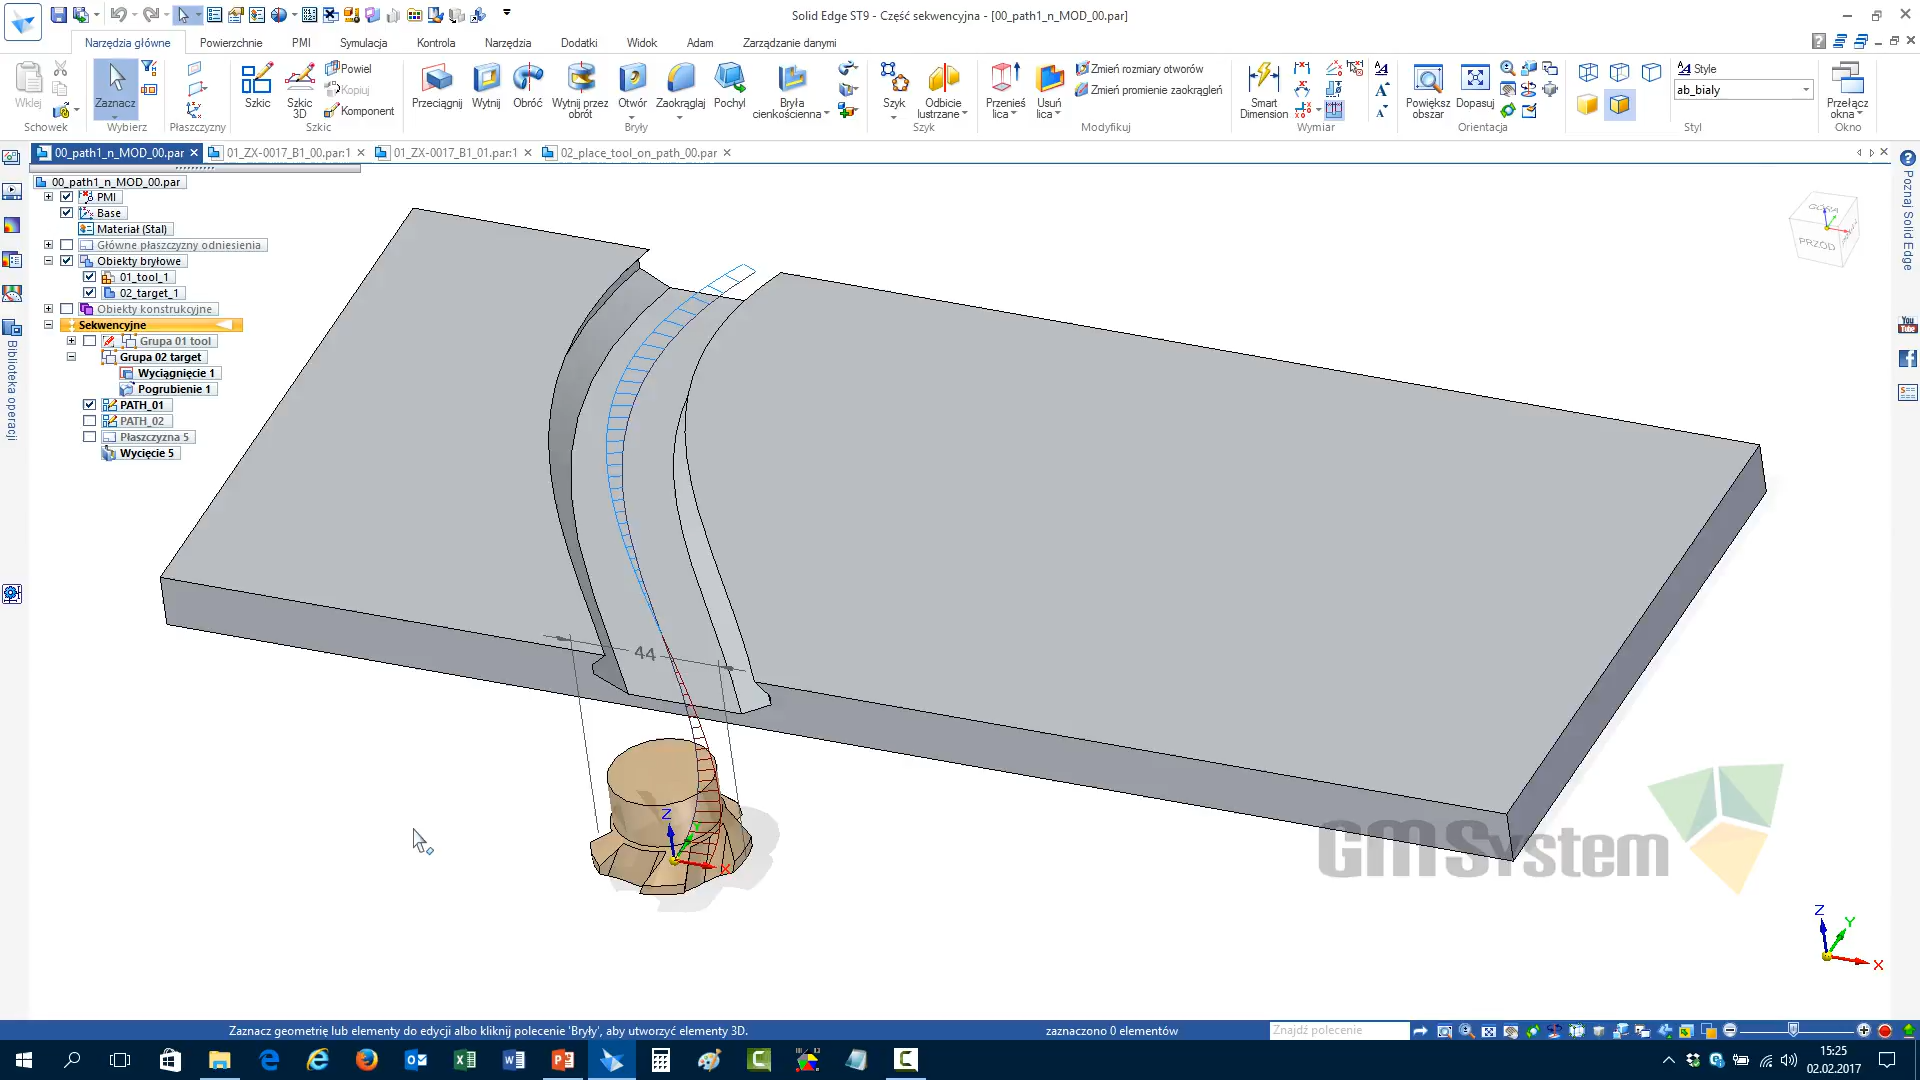 Solid Edge ST9 - Część sekwencyjna - [00_path1_n_MOD_00.par]
Narzędzia główne
Powierzchnie
PMI
Symulacja
Kontrola
Narzędzia
Dodatki
Widok
Adam
Zarządzanie danymi
Wklej
Schowek
Zaznacz
Wybierz
Płaszczyzny
Szkic
Szkic 3D
Powiel
Kopiuj
Komponent
Szkic
Przeciągnij
Wytnij
Obróć
Wytnij przez obrót
Otwór
Zaokrąglaj
Pochyl
Bryła cienkościenna
Bryły
Szyk
Odbicie lustrzane
Szyk
Przenieś lica
Usuń lica
Zmień rozmiary otworów
Zmień promienie zaokrągleń
Modyfikuj
Smart Dimension
Wymiar
Powiększ obszar
Dopasuj
Orientacja
Style
ab_bialy
Styl
Przełącz okna
Okno
00_path1_n_MOD_00.par
01_ZX-0017_B1_00.par:1
01_ZX-0017_B1_01.par:1
02_place_tool_on_path_00.par
00_path1_n_MOD_00.par
PMI
Base
Materiał (Stal)
Główne płaszczyzny odniesienia
Obiekty bryłowe
01_tool_1
02_target_1
Obiekty konstrukcyjne
Sekwencyjne
Grupa 01 tool
Grupa 02 target
Wyciągnięcie 1
Pogrubienie 1
PATH_01
PATH_02
Płaszczyzna 5
Wycięcie 5
Biblioteka operacji
Poznaj Solid Edge
You
Tube
GÓRA
PRZÓD
44
Z
X
GM System
Z
Y
X
Zaznacz geometrię lub elementy do edycji albo kliknij polecenie 'Bryły', aby utworzyć elementy 3D.
zaznaczono 0 elementów
Znajdź polecenie
15:25
02.02.2017